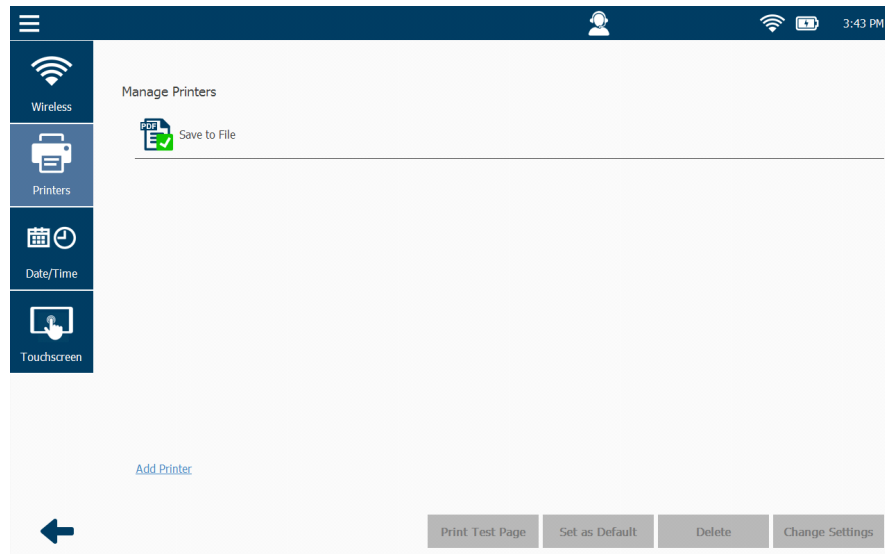 3:43 PM
Wireless
Manage Printers
PDF
Save to File
Printers
Date/Time
Touchscreen
Add Printer
Print Test Page
Set as Default
Delete
Change Settings